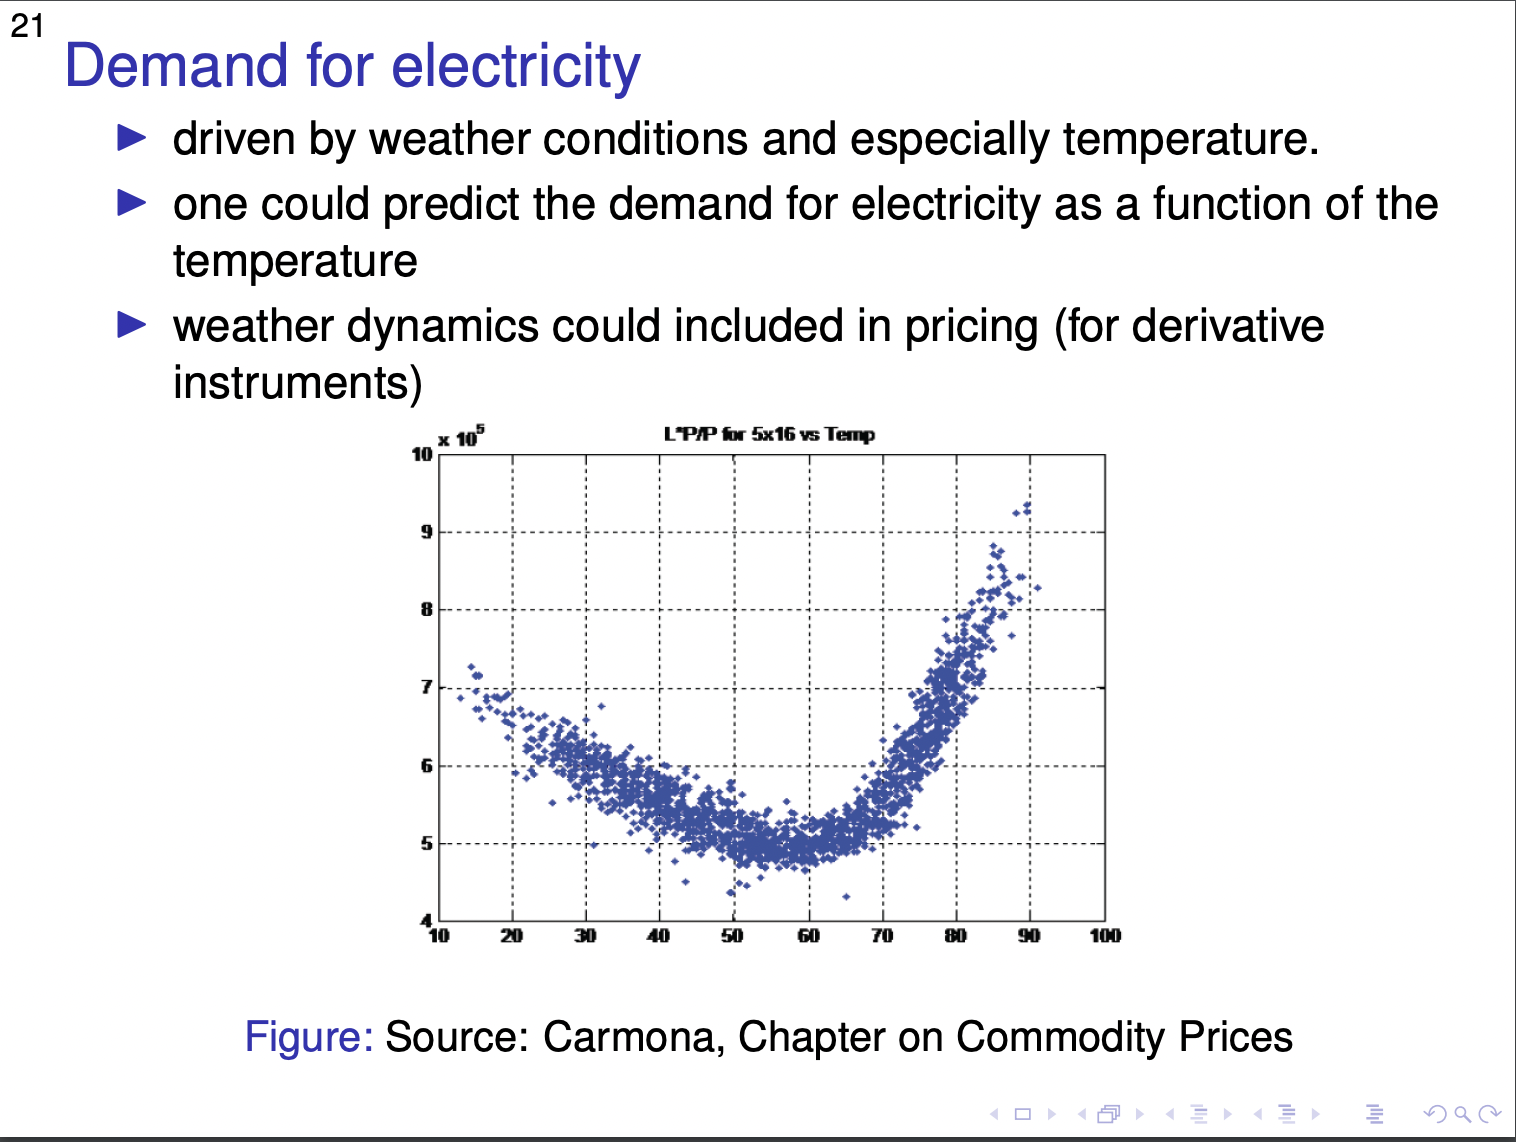 21
Demand for electricity
driven by weather conditions and especially temperature.
one could predict the demand for electricity as a function of the
temperature
weather dynamics could included in pricing (for derivative
instruments)
x 10^5
L*P/P for 5x16 vs Temp
10
9
8
7
6
5
4
10 20 30 40 50 60 70 80 90 100
Figure: Source: Carmona, Chapter on Commodity Prices